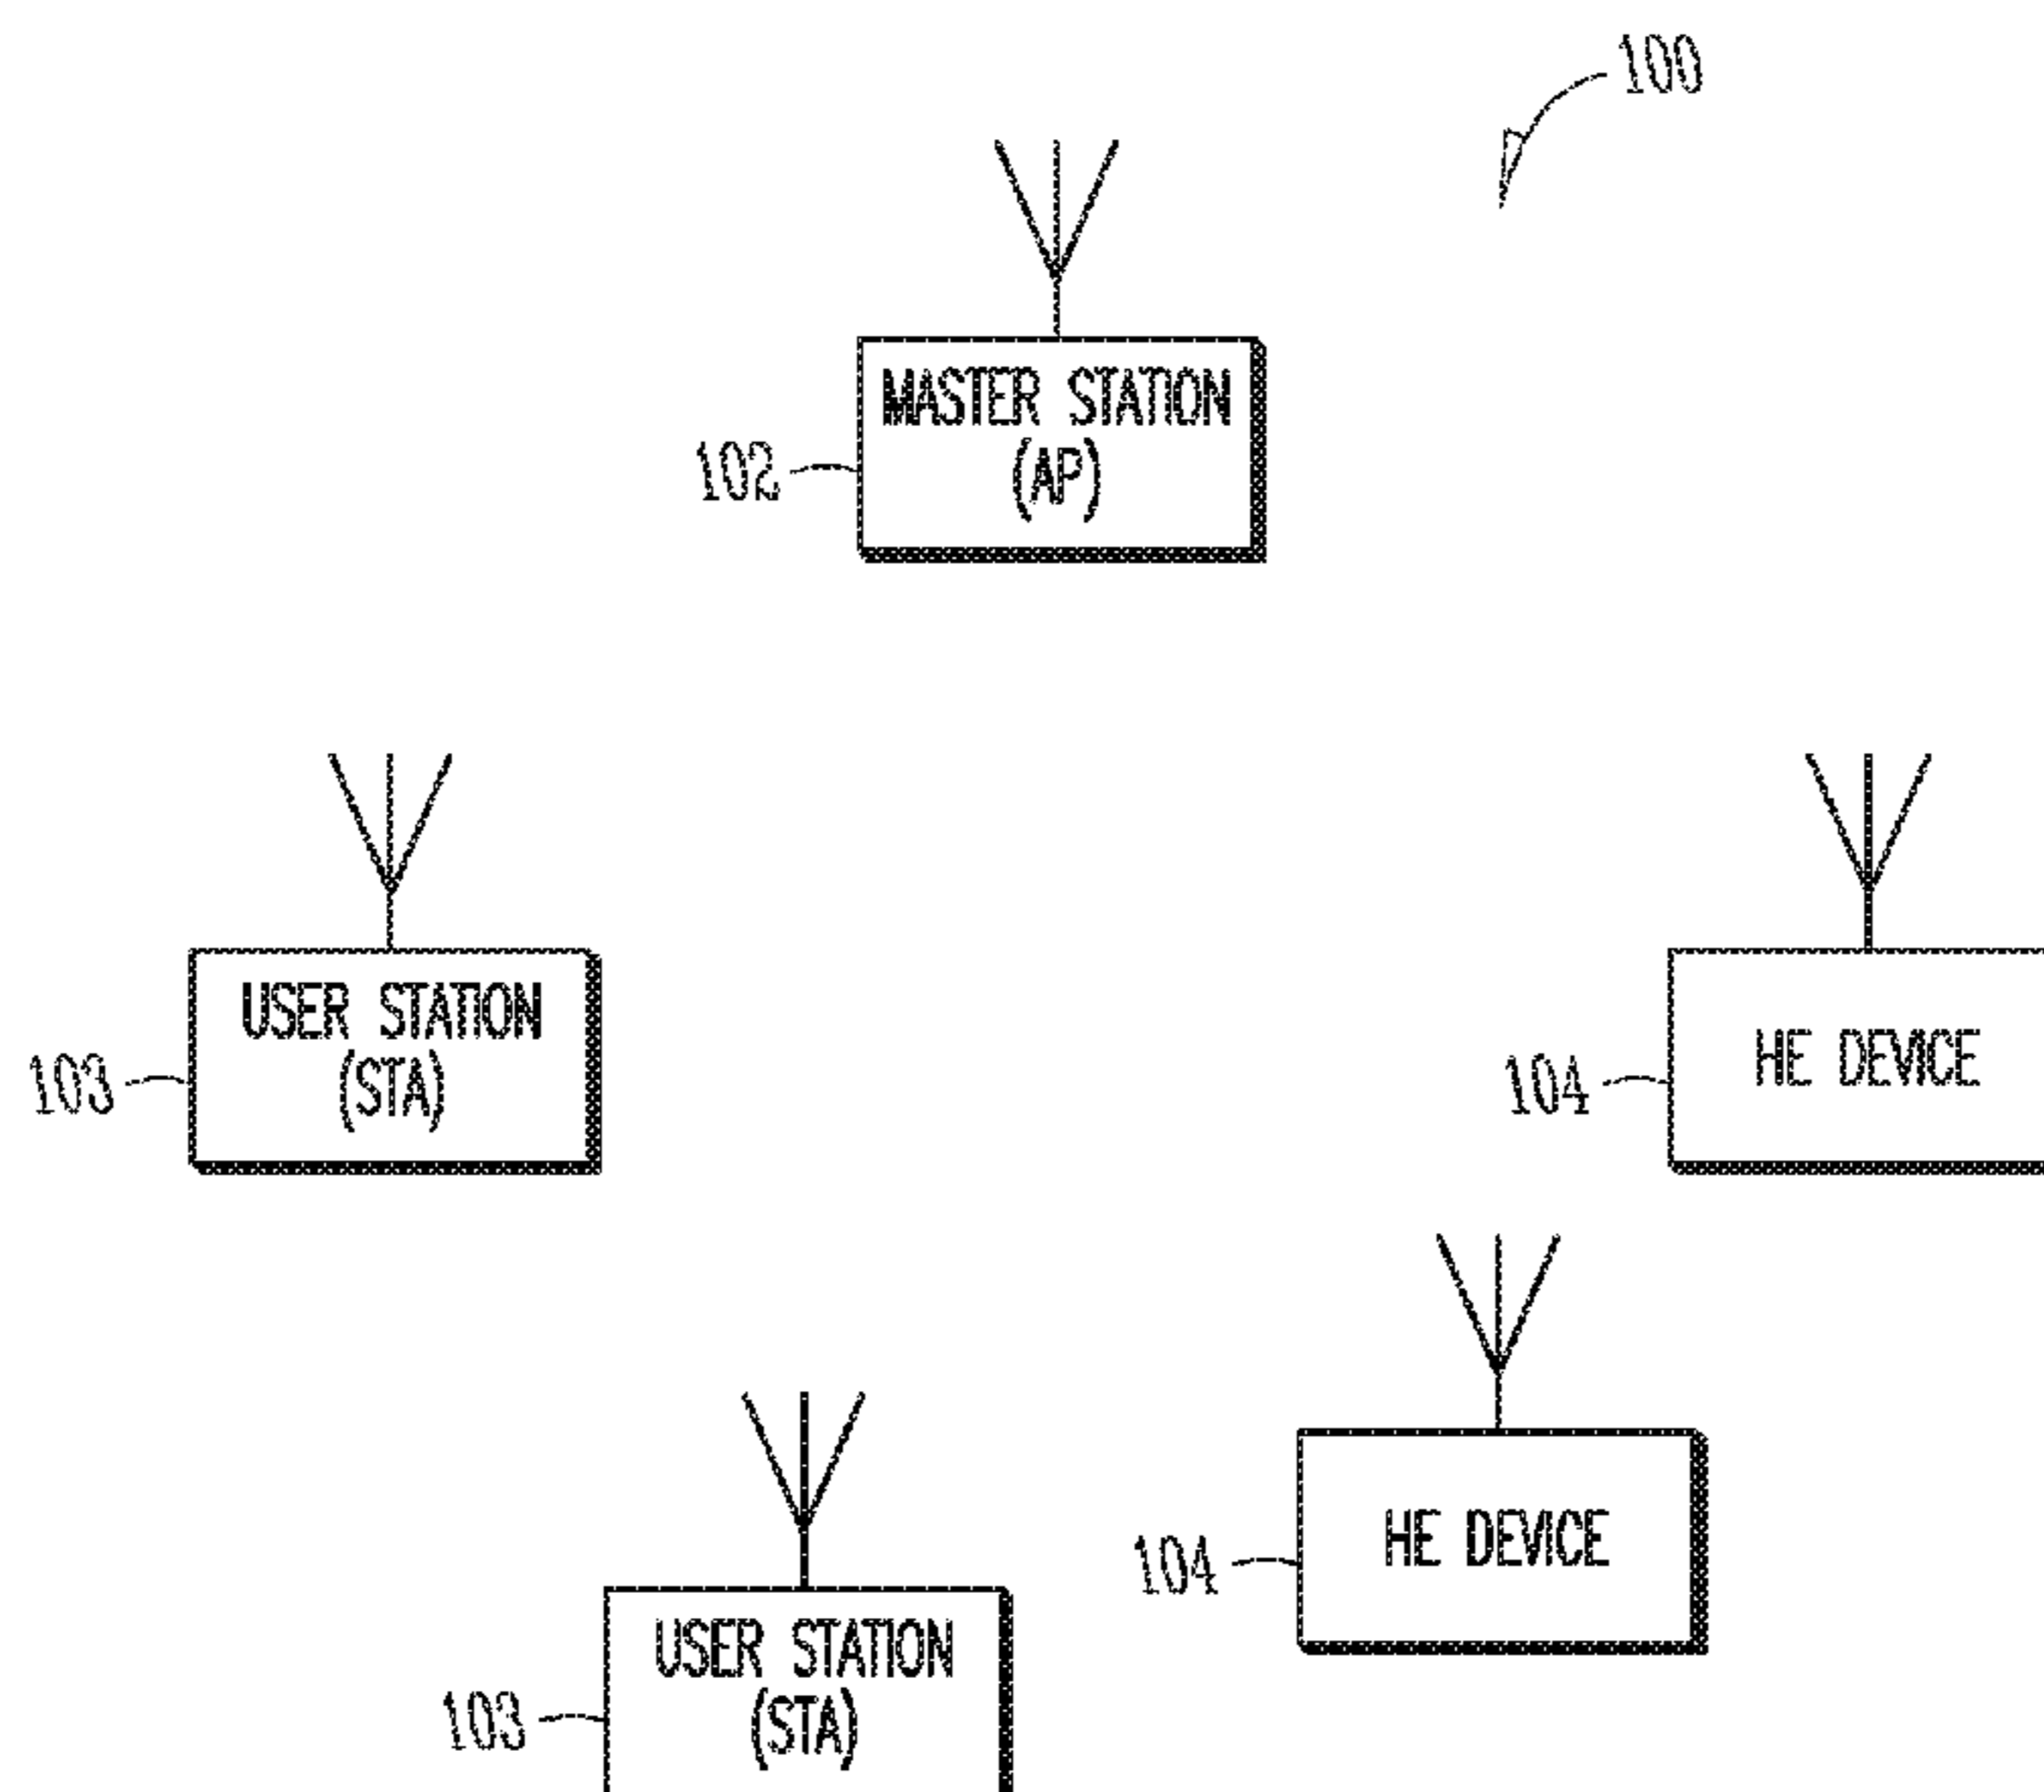 100
MASTER STATION
(AP)
102
USER STATION
(STA)
103
HE DEVICE
104
HE DEVICE
104
USER STATION
(STA)
103